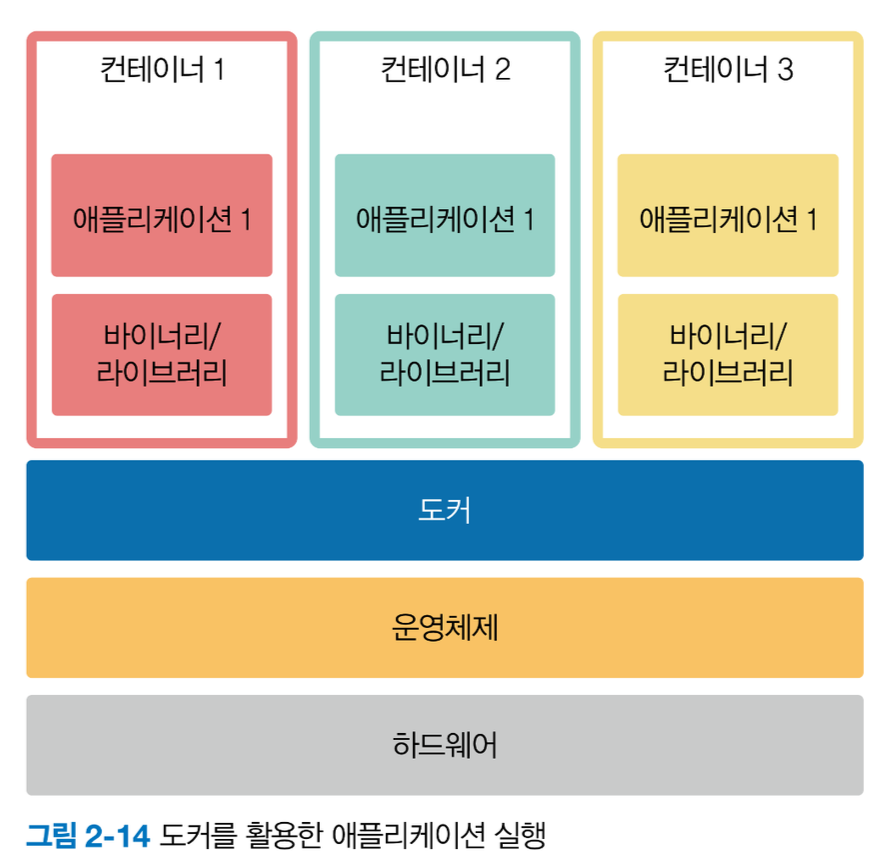 컨테이너 1
컨테이너 2
컨테이너 3
애플리케이션 1
애플리케이션 1
애플리케이션 1
바이너리/
라이브러리
바이너리/
라이브러리
바이너리/
라이브러리
도커
운영체제
하드웨어
그림 2-14 도커를 활용한 애플리케이션 실행